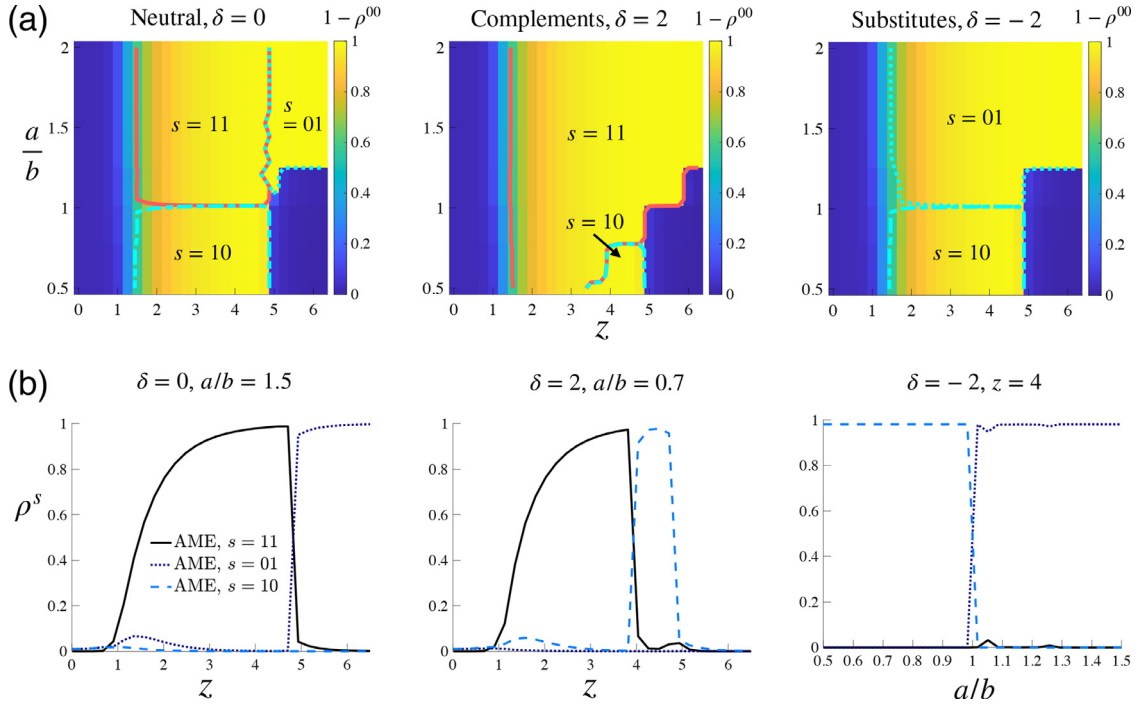 (a)
Neutral, δ = 0
1 − ρ⁰⁰
Complements, δ = 2
1 − ρ⁰⁰
Substitutes, δ = − 2
1 − ρ⁰⁰
a/b
2
1.5
1
0.5
s = 11
s
= 01
s = 10
0 1 2 3 4 5 6
1
0.8
0.6
0.4
0.2
0
2
1.5
1
0.5
s = 11
s = 10
0 1 2 3 4 5 6
z
1
0.8
0.6
0.4
0.2
0
2
1.5
1
0.5
s = 01
s = 10
0 1 2 3 4 5 6
1
0.8
0.6
0.4
0.2
0
(b)
δ = 0, a/b = 1.5
δ = 2, a/b = 0.7
δ = − 2, z = 4
ρˢ
1
0.8
0.6
0.4
0.2
0
AME, s = 11
AME, s = 01
AME, s = 10
0 1 2 3 4 5 6
z
1
0.8
0.6
0.4
0.2
0
0 1 2 3 4 5 6
z
1
0.8
0.6
0.4
0.2
0
0.5 0.6 0.7 0.8 0.9 1 1.1 1.2 1.3 1.4 1.5
a/b